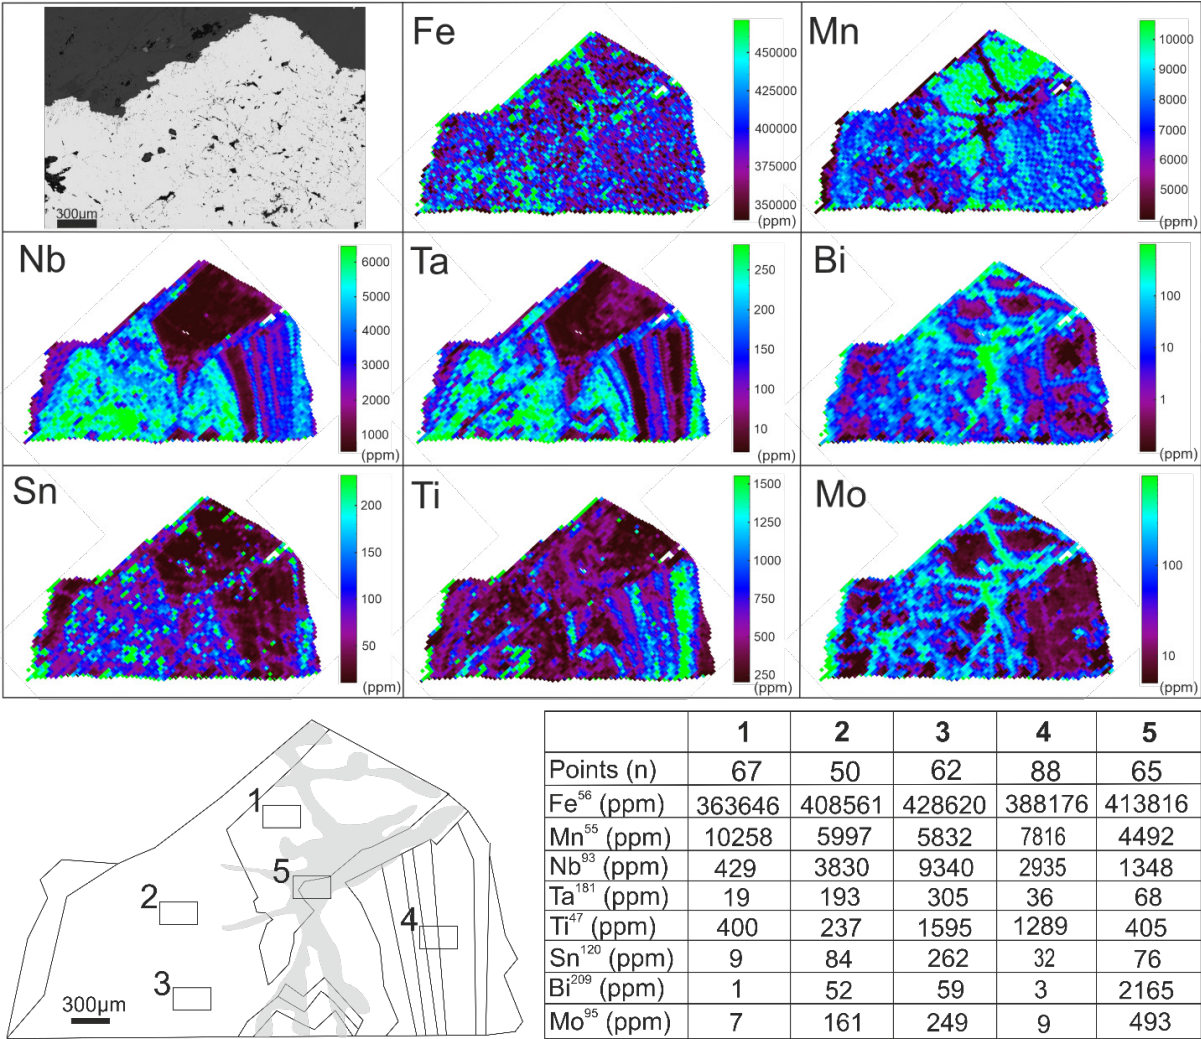 300µm
Fe
450000
425000
400000
375000
350000
(ppm)
Mn
10000
9000
8000
7000
6000
5000
(ppm)
Nb
6000
5000
4000
3000
2000
1000
(ppm)
Ta
250
200
150
100
10
(ppm)
Bi
100
10
1
(ppm)
Sn
200
150
100
50
(ppm)
Ti
1500
1250
1000
750
500
250
(ppm)
Mo
100
10
(ppm)
1
5
2
4
3
300µm
1 2 3 4 5
Points (n) 67 50 62 88 65
Fe⁵⁶ (ppm) 363646 408561 428620 388176 413816
Mn⁵⁵ (ppm) 10258 5997 5832 7816 4492
Nb⁹³ (ppm) 429 3830 9340 2935 1348
Ta¹⁸¹ (ppm) 19 193 305 36 68
Ti⁴⁷ (ppm) 400 237 1595 1289 405
Sn¹²⁰ (ppm) 9 84 262 32 76
Bi²⁰⁹ (ppm) 1 52 59 3 2165
Mo⁹⁵ (ppm) 7 161 249 9 493